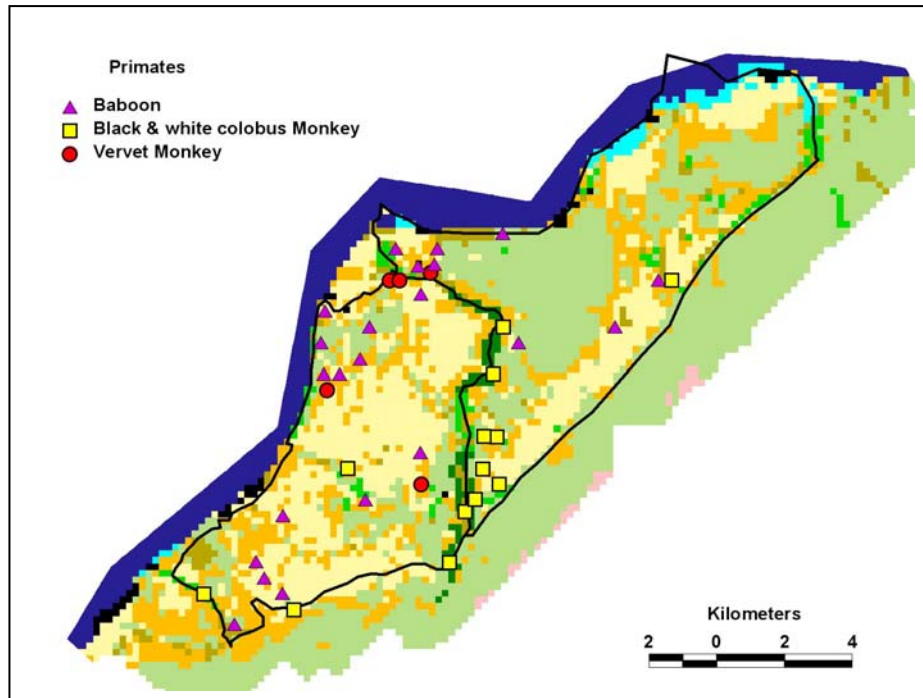 Primates
Baboon
Black & white colobus Monkey
Vervet Monkey
Kilometers
2 0 2 4